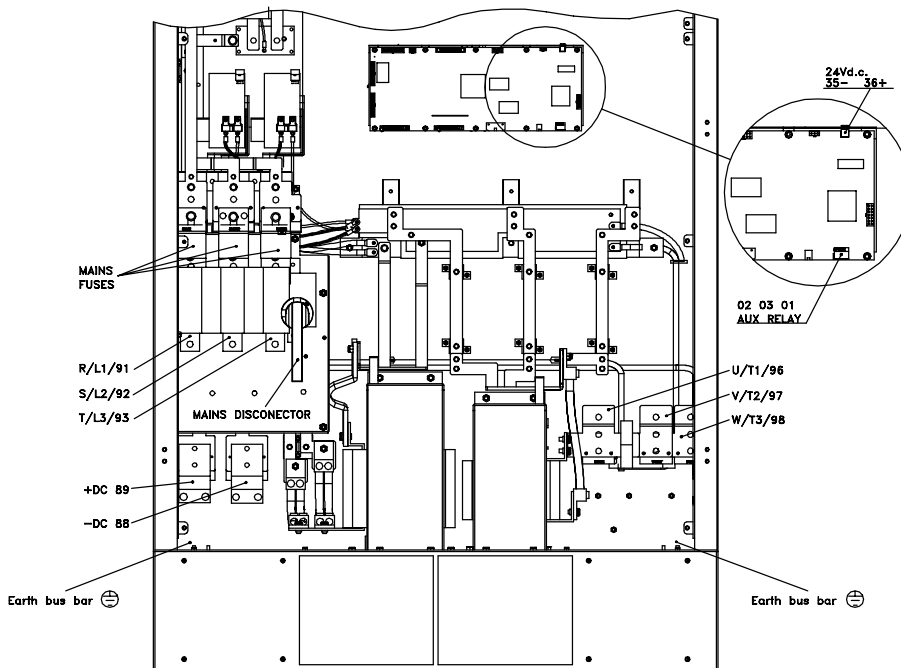 24Vd.c.
35- 36+
02 03 01
AUX RELAY
MAINS
FUSES
R/L1/91
S/L2/92
T/L3/93
MAINS DISCONECTOR
U/T1/96
V/T2/97
W/T3/98
+DC 89
-DC 88
Earth bus bar
Earth bus bar